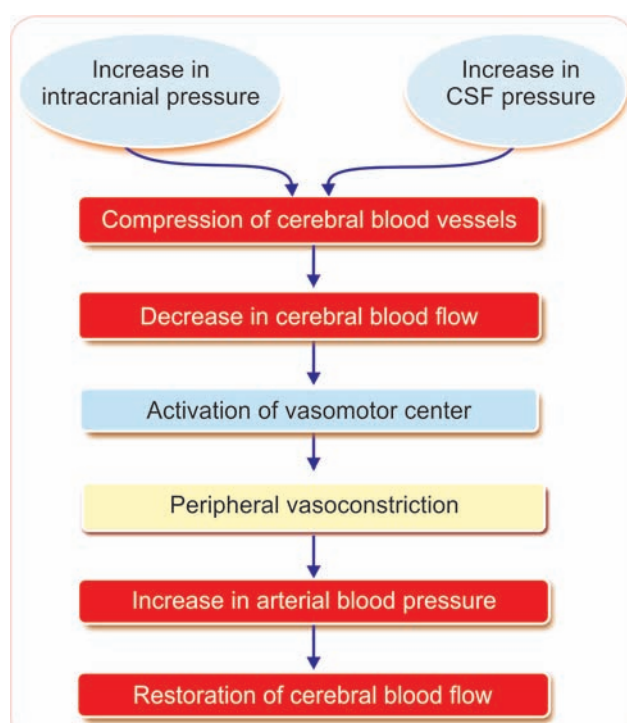 Increase in
intracranial pressure
Increase in
CSF pressure
Compression of cerebral blood vessels
Decrease in cerebral blood flow
Activation of vasomotor center
Peripheral vasoconstriction
Increase in arterial blood pressure
Restoration of cerebral blood flow